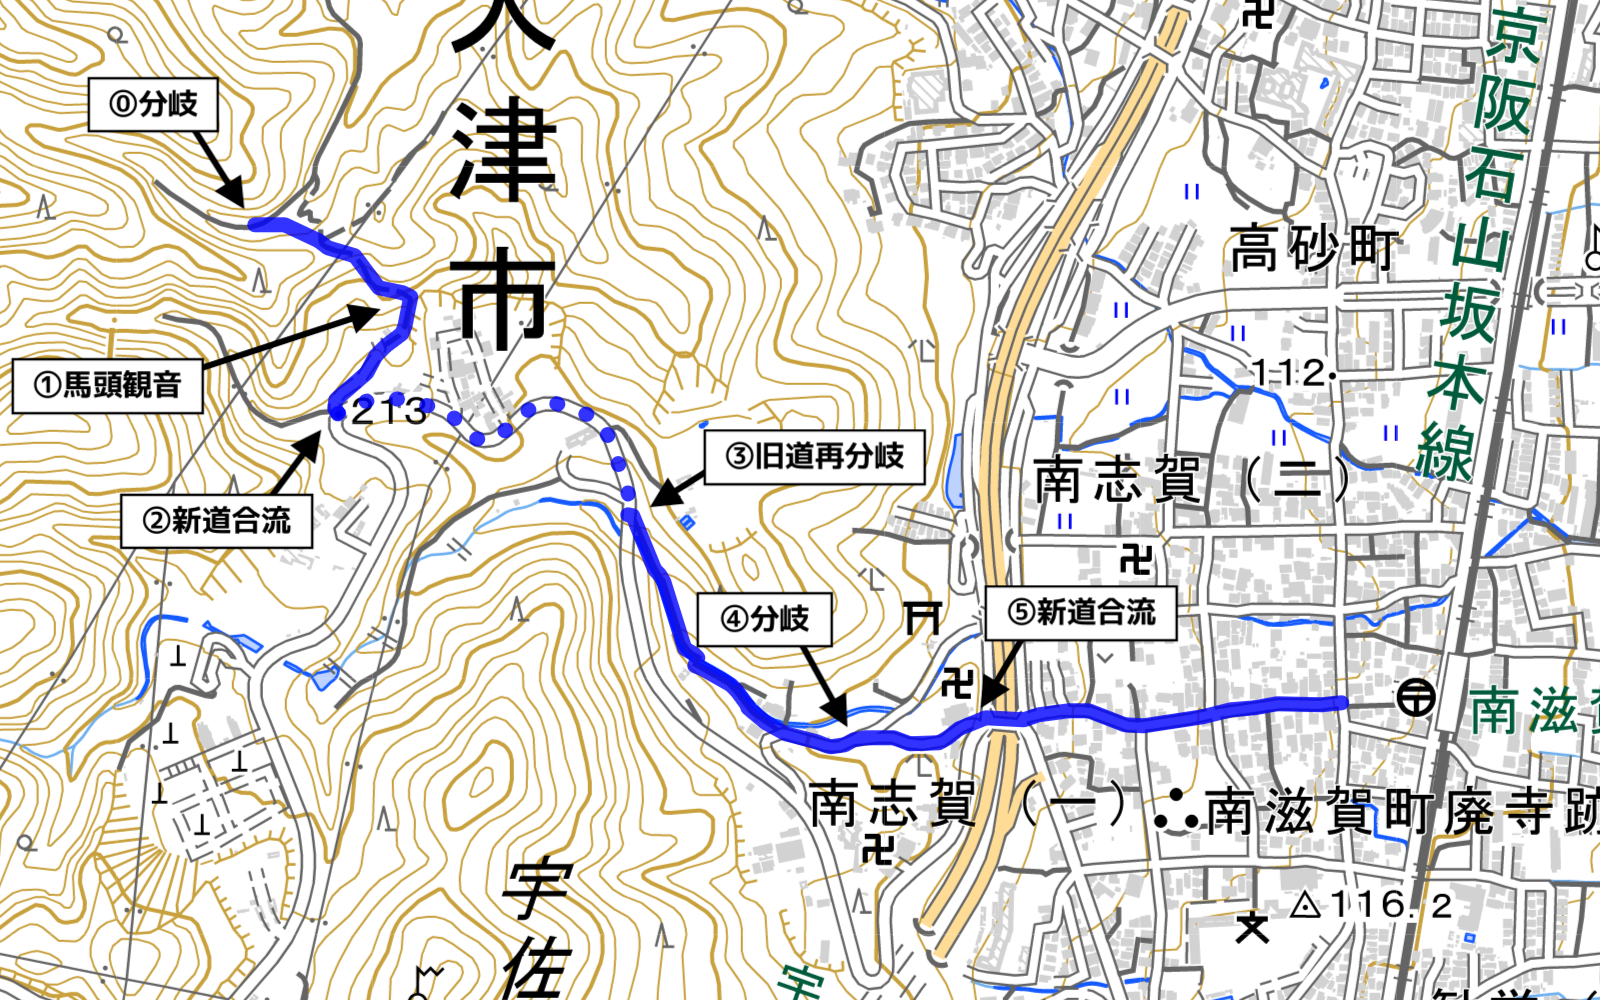 大津市
京阪石山坂本線
⓪分岐
高砂町
①馬頭観音
112
213
③旧道再分岐
南志賀(二)
②新道合流
④分岐
⑤新道合流
南滋賀
南志賀(一)
南滋賀町廃寺跡
116.2
宇佐
宇